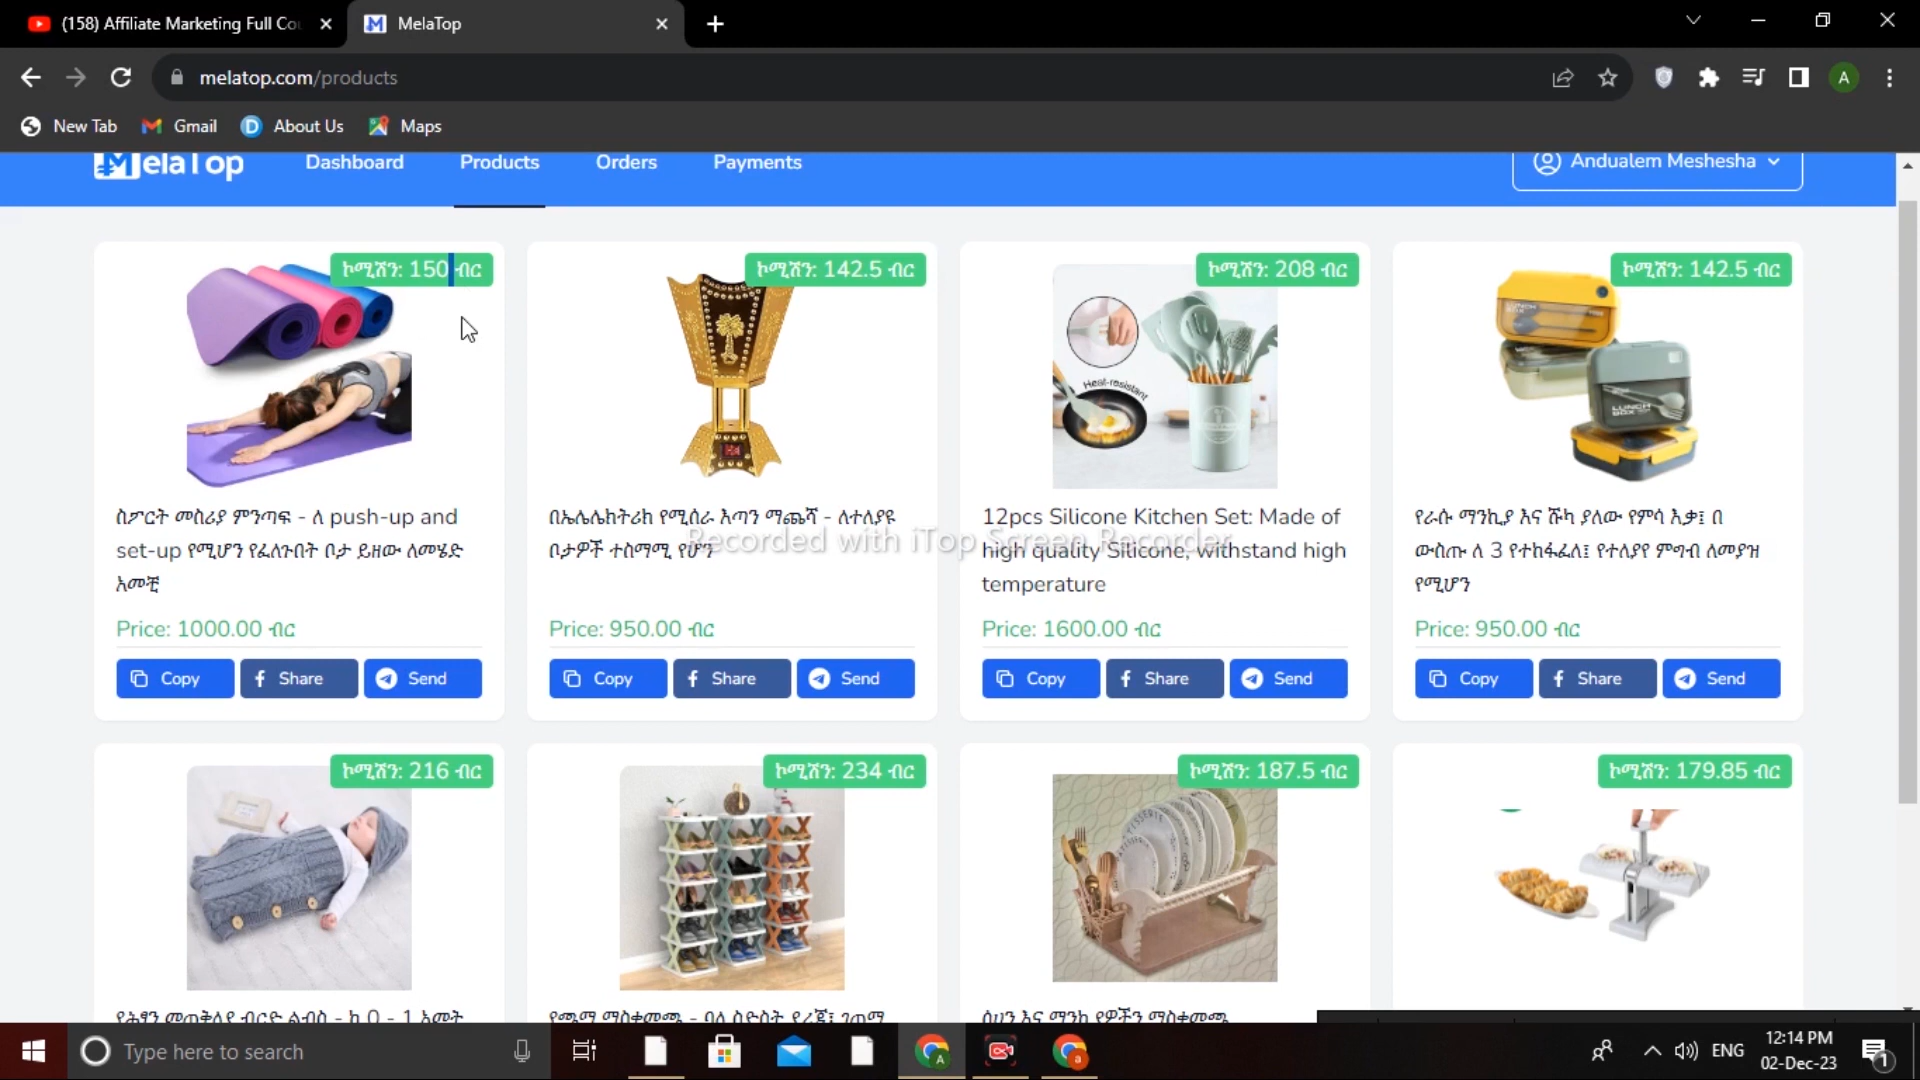 (158) Affiliate Marketing Full Cou
MelaTop
melatop.com/products
A
New Tab
Gmail
About Us
Maps
MelaTop
Dashboard
Products
Orders
Payments
Andualem Meshesha
ኮሚሽን: 150 ብር
ኮሚሽን: 142.5 ብር
ኮሚሽን: 208 ብር
ኮሚሽን: 142.5 ብር
Heat-resistant
LUNCH BOX
ስፖርት መስሪያ ምንጣፍ - ለ push-up and
set-up የሚሆን የፈለጉበት ቦታ ይዘው ለመሄድ
አመቺ
በኤሌሌክትሪክ የሚሰራ እጣን ማጨሻ - ለተለያዩ
ቦታዎች ተስማሚ የሆነ
12pcs Silicone Kitchen Set: Made of
high quality Silicone, withstand high
temperature
የራሱ ማንኪያ እና ሹካ ያለው የምሳ እቃ፤ በ
ውስጡ ለ 3 የተከፋፈለ፤ የተለያየ ምግብ ለመያዝ
የሚሆን
Recorded with iTop Screen Recorder
Price: 1000.00 ብር
Price: 950.00 ብር
Price: 1600.00 ብር
Price: 950.00 ብር
Copy Share Send
Copy Share Send
Copy Share Send
Copy Share Send
ኮሚሽን: 216 ብር
ኮሚሽን: 234 ብር
ኮሚሽን: 187.5 ብር
ኮሚሽን: 179.85 ብር
Type here to search
ENG
12:14 PM
02-Dec-23
1